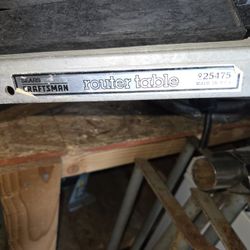 SEARS
CRAFTSMAN
router table
925475